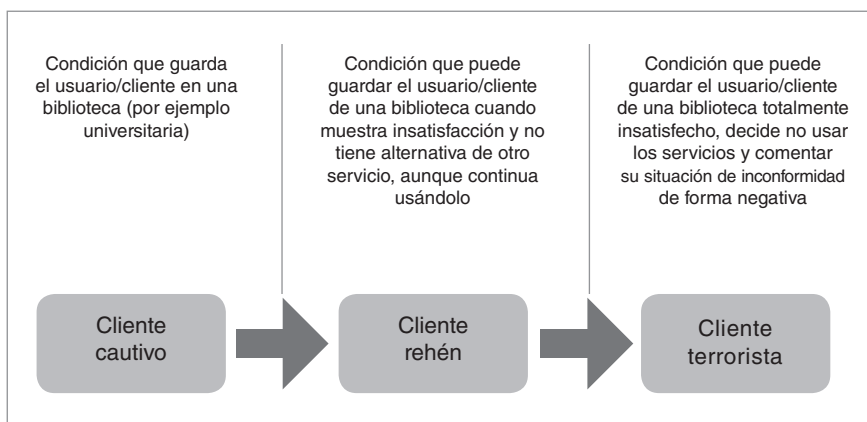 Condición que guarda
el usuario/cliente en una
biblioteca (por ejemplo
universitaria)
Condición que puede
guardar el usuario/cliente
de una biblioteca cuando
muestra insatisfacción y no
tiene alternativa de otro
servicio, aunque continua
usándolo
Condición que puede
guardar el usuario/cliente
de una biblioteca totalmente
insatisfecho, decide no usar
los servicios y comentar
su situación de inconformidad
de forma negativa
Cliente
cautivo
Cliente
rehén
Cliente
terrorista